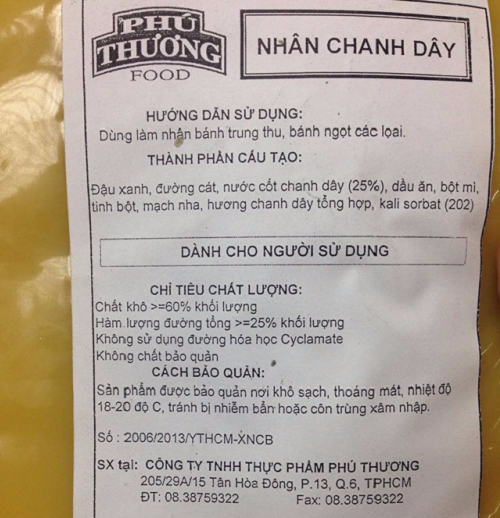 PHÚ
THƯƠNG
FOOD
NHÂN CHANH DÂY
HƯỚNG DẪN SỬ DỤNG:
Dùng làm nhân bánh trung thu, bánh ngọt các lọai.
THÀNH PHẦN CẤU TẠO:
Đậu xanh, đường cát, nước cốt chanh dây (25%), dầu ăn, bột mì,
tinh bột, mạch nha, hương chanh dây tổng hợp, kali sorbat (202)
DÀNH CHO NGƯỜI SỬ DỤNG
CHỈ TIÊU CHẤT LƯỢNG:
Chất khô >=60% khối lượng
Hàm lượng đường tổng >=25% khối lượng
Không sử dụng đường hóa học Cyclamate
Không chất bảo quản
CÁCH BẢO QUẢN:
Sản phẩm được bảo quản nơi khô sạch, thoáng mát, nhiệt độ
18-20 độ C, tránh bị nhiễm bẩn hoặc côn trùng xâm nhập.
Số : 2006/2013/YTHCM-XNCB
SX tại: CÔNG TY TNHH THỰC PHẨM PHÚ THƯƠNG
205/29A/15 Tân Hòa Đông, P.13, Q.6, TPHCM
ĐT: 08.38759322 Fax: 08.38759322